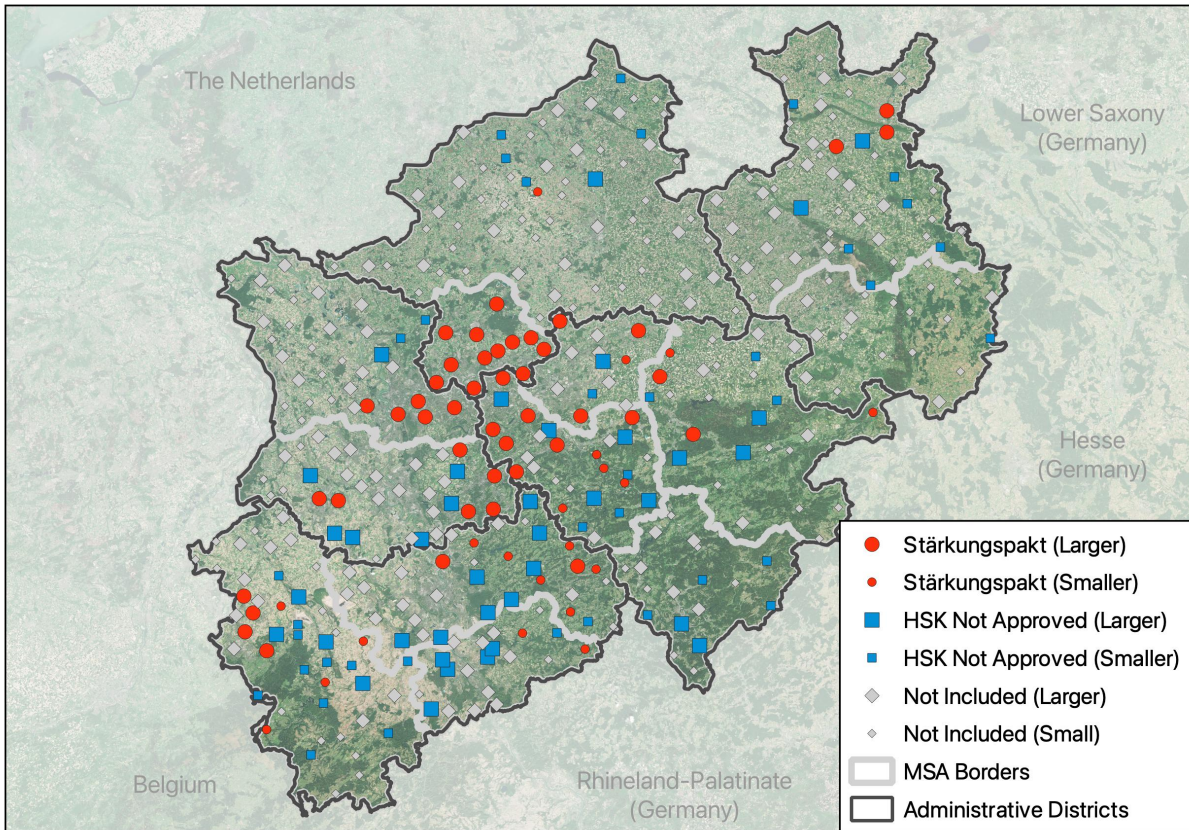 The Netherlands
Lower Saxony
(Germany)
Hesse
(Germany)
Belgium
Rhineland-Palatinate
(Germany)
Stärkungspakt (Larger)
Stärkungspakt (Smaller)
HSK Not Approved (Larger)
HSK Not Approved (Smaller)
Not Included (Larger)
Not Included (Small)
MSA Borders
Administrative Districts